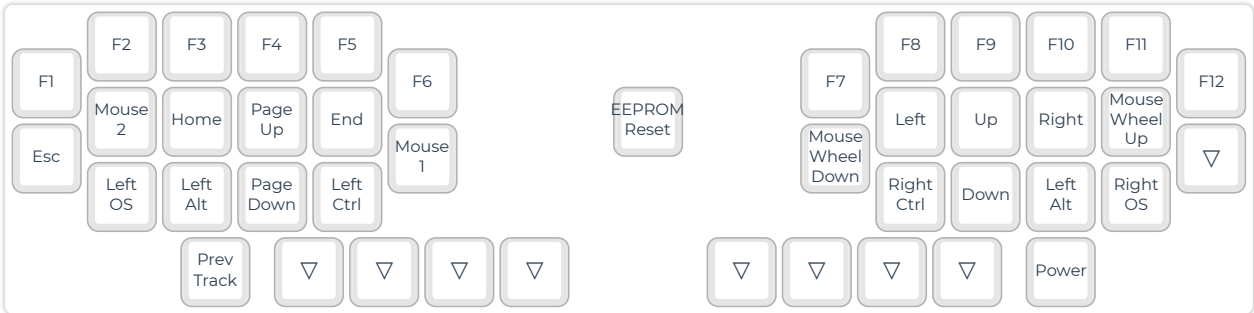 F2
F3
F4
F5
F8
F9
F10
F11
F1
F6
F7
F12
Mouse
2
Home
Page
Up
End
EEPROM
Reset
Left
Up
Right
Mouse
Wheel
Up
Esc
Mouse
1
Mouse
Wheel
Down
▽
Left
OS
Left
Alt
Page
Down
Left
Ctrl
Right
Ctrl
Down
Left
Alt
Right
OS
Prev
Track
▽
▽
▽
▽
▽
▽
▽
▽
Power